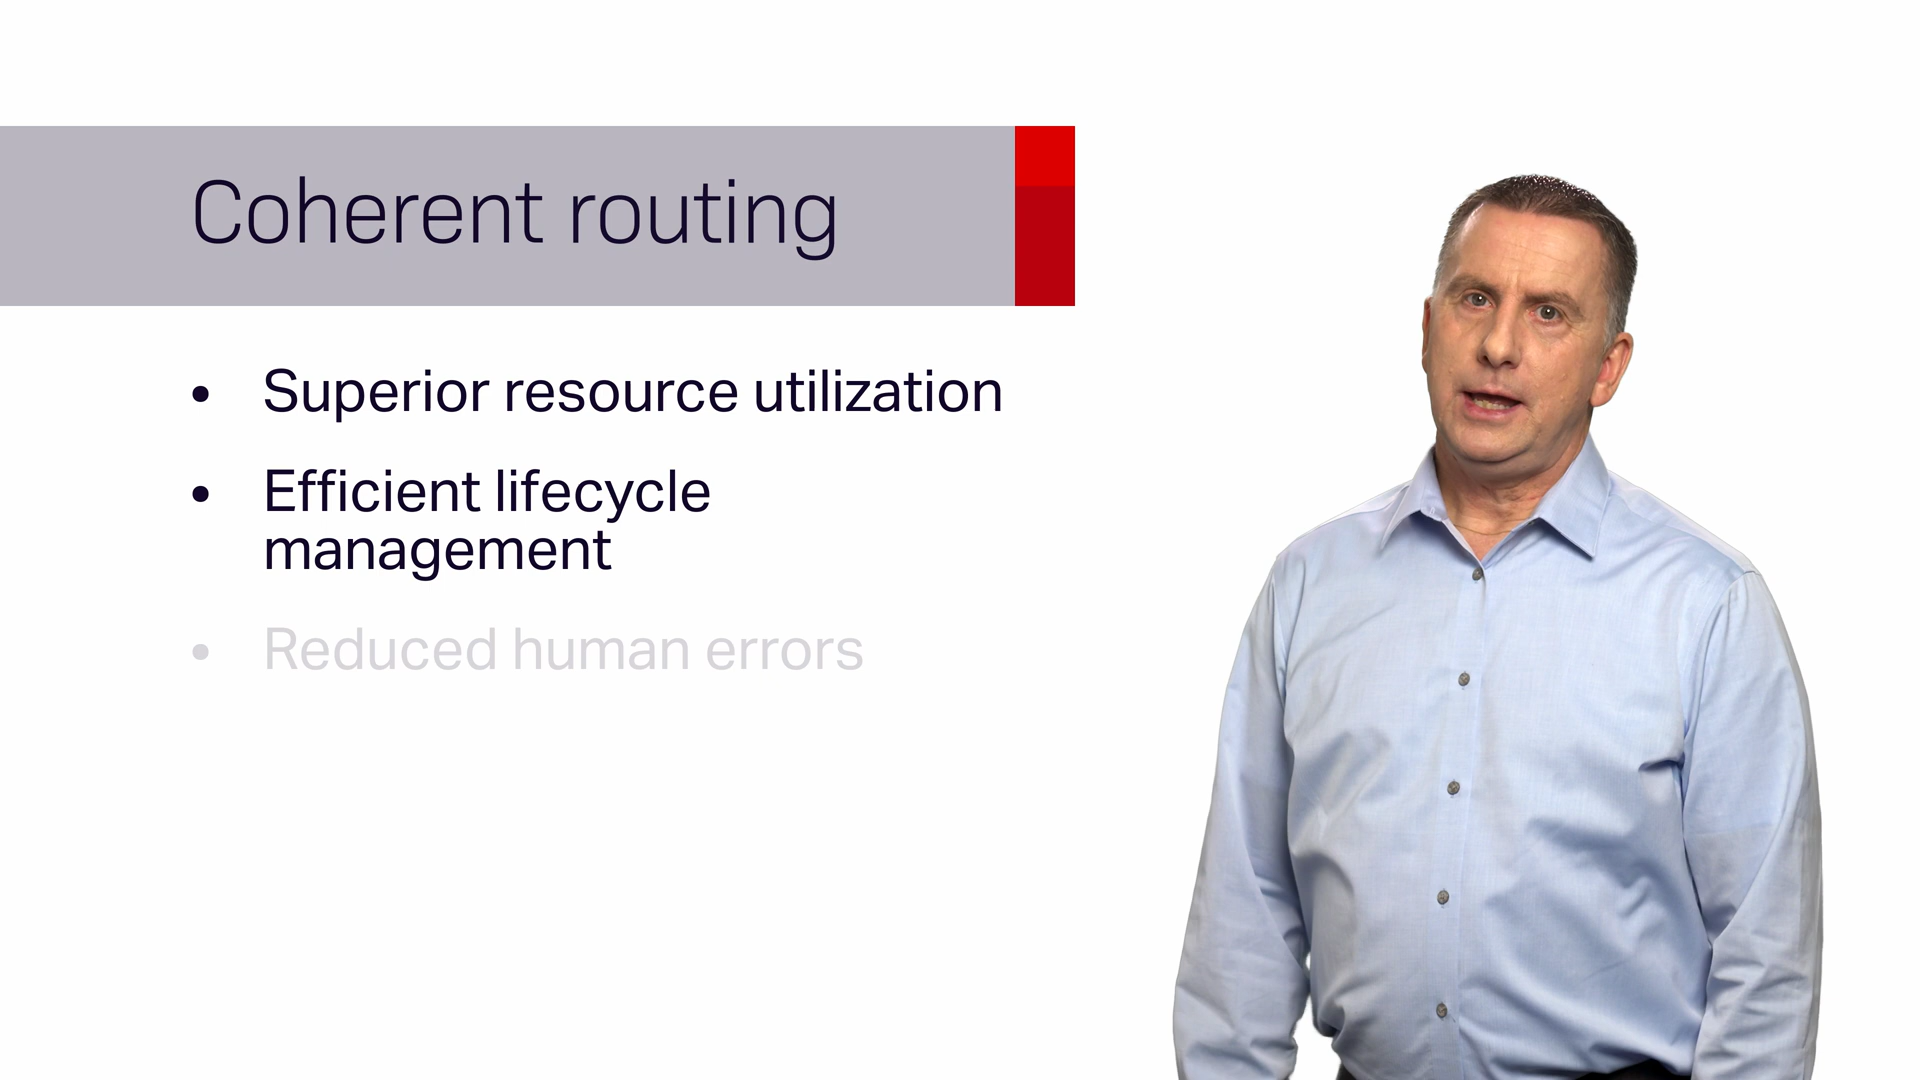 Coherent routing
• Superior resource utilization
• Efficient lifecycle
management
• Reduced human errors